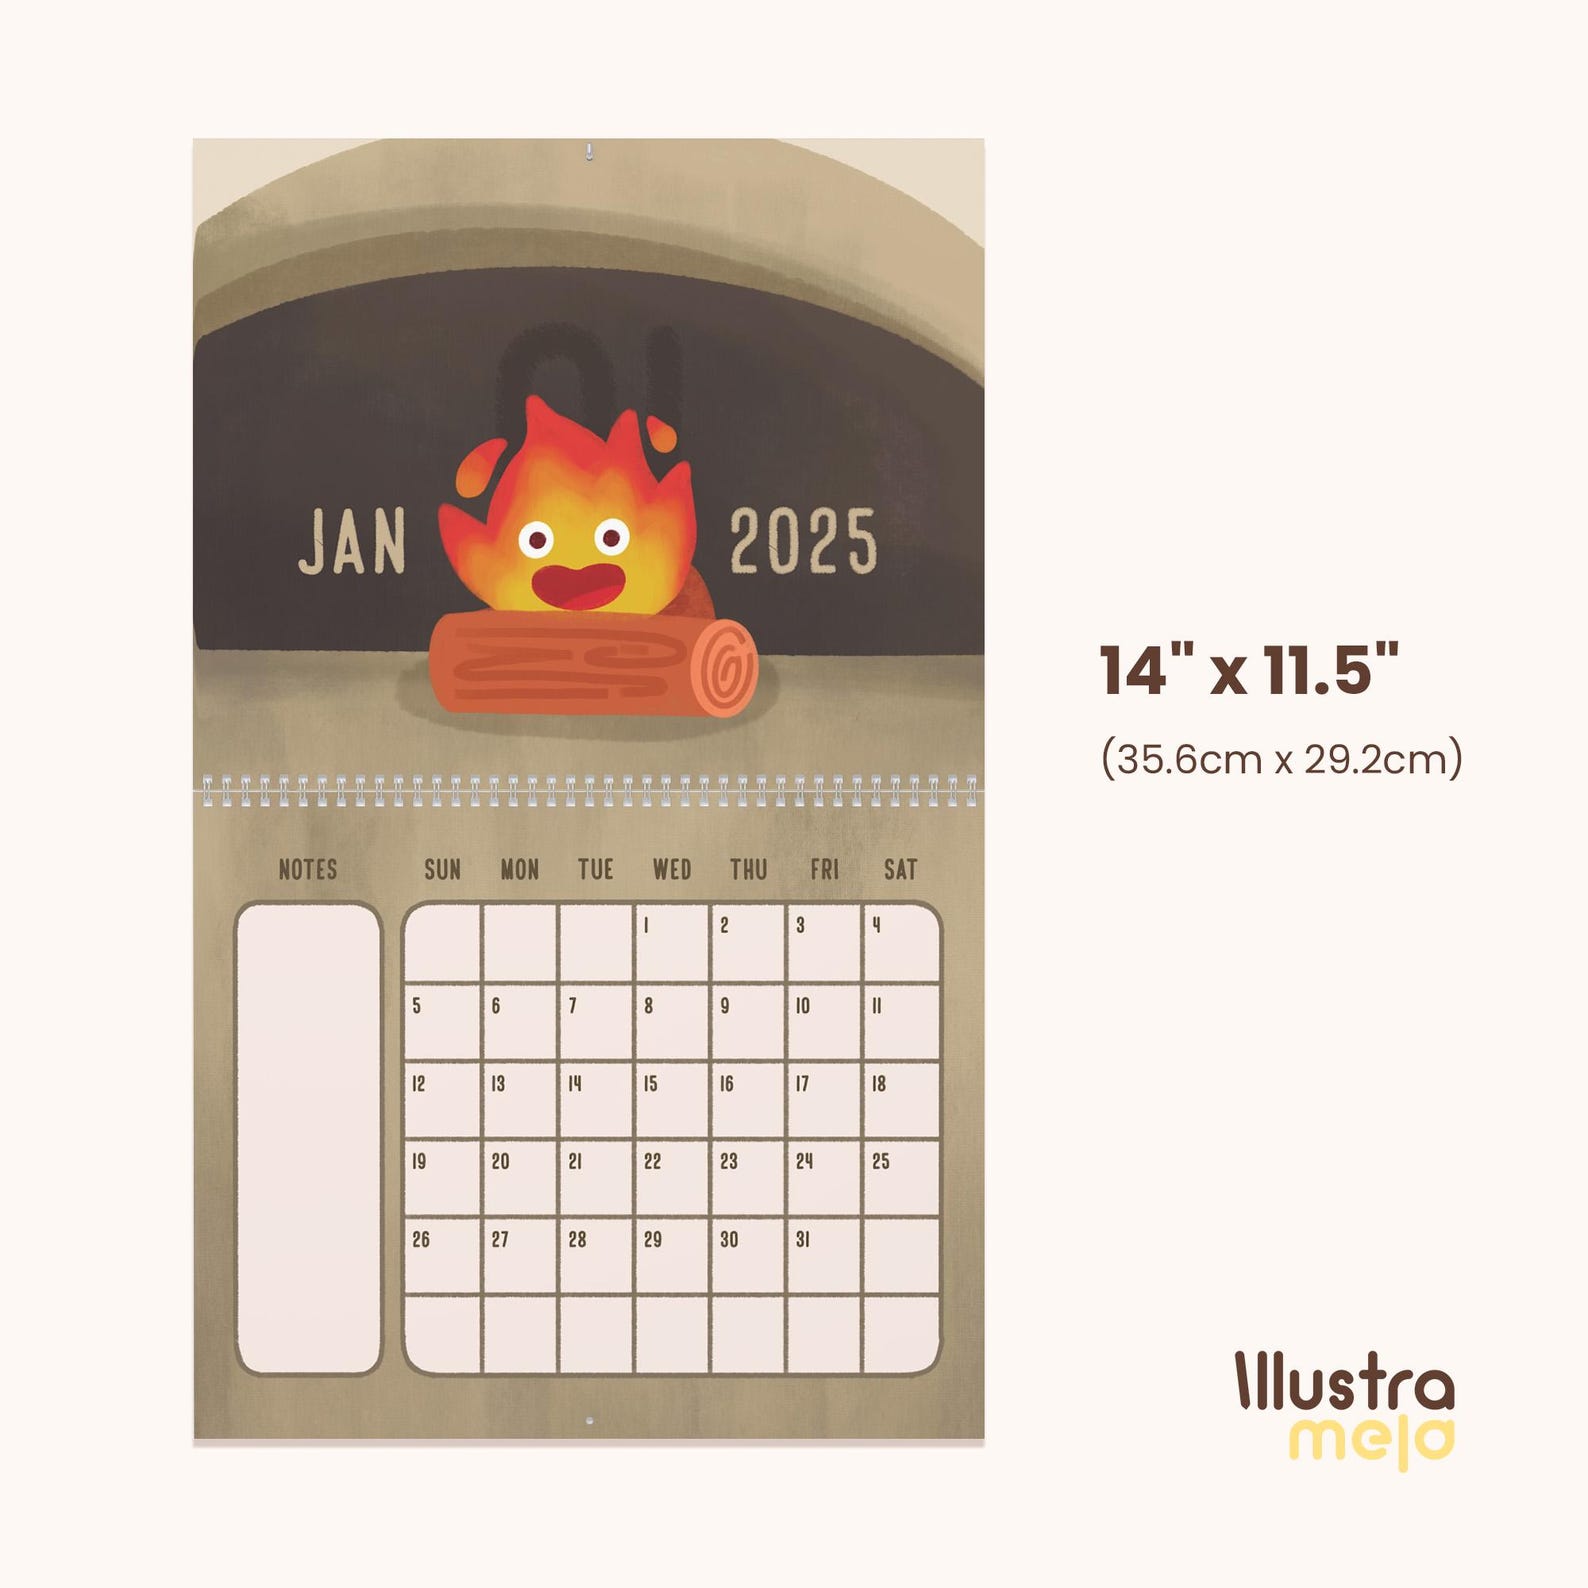 01
JAN 2025
NOTES SUN MON TUE WED THU FRI SAT
1 2 3 4
5 6 7 8 9 10 11
12 13 14 15 16 17 18
19 20 21 22 23 24 25
26 27 28 29 30 31
14" x 11.5"
(35.6cm x 29.2cm)
Illustra
meja